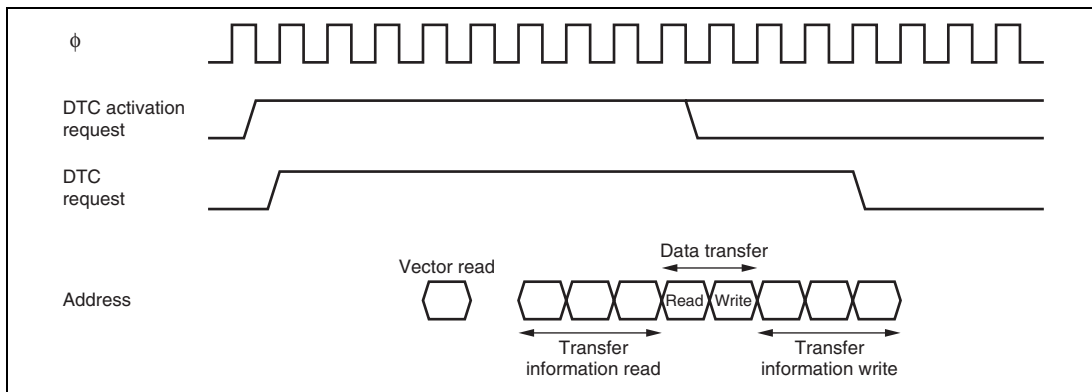 ϕ
DTC activation
request
DTC
request
Data transfer
Vector read
Address
Read Write
Transfer
information read
Transfer
information write